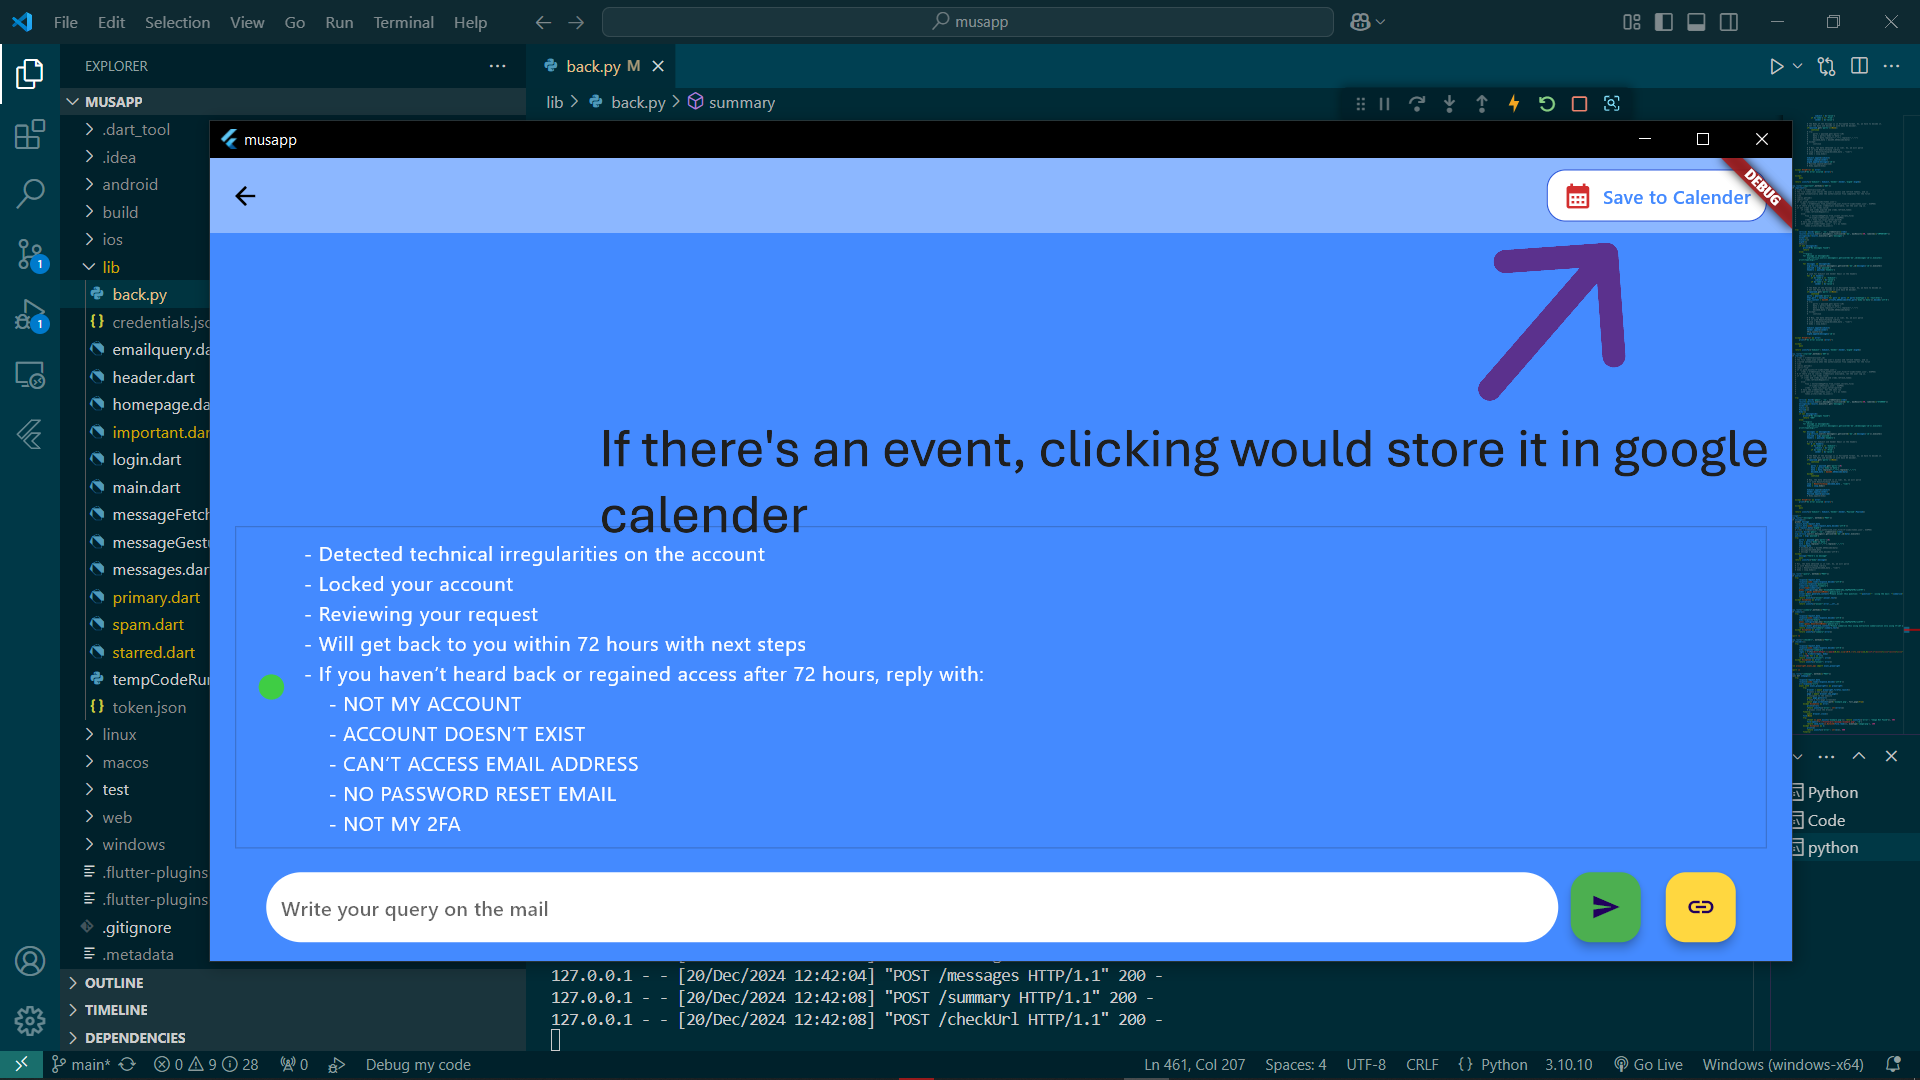 File Edit Selection View Go Run Terminal Help
musapp
EXPLORER
back.py M
MUSAPP
lib > back.py > summary
.dart_tool
.idea
android
build
ios
lib
back.py
credentials.jso
emailquery.da
header.dart
homepage.da
important.dar
login.dart
main.dart
messageFetch
messageGest
messages.dar
primary.dart
spam.dart
starred.dart
tempCodeRu
token.json
linux
macos
test
web
windows
.flutter-plugins
.flutter-plugins
.gitignore
.metadata
OUTLINE
TIMELINE
DEPENDENCIES
musapp
Save to Calender
DEBUG
If there's an event, clicking would store it in google
calender
- Detected technical irregularities on the account
- Locked your account
- Reviewing your request
- Will get back to you within 72 hours with next steps
- If you haven’t heard back or regained access after 72 hours, reply with:
- NOT MY ACCOUNT
- ACCOUNT DOESN’T EXIST
- CAN’T ACCESS EMAIL ADDRESS
- NO PASSWORD RESET EMAIL
- NOT MY 2FA
Write your query on the mail
Python
Code
python
127.0.0.1 - - [20/Dec/2024 12:42:04] "POST /messages HTTP/1.1" 200 -
127.0.0.1 - - [20/Dec/2024 12:42:08] "POST /summary HTTP/1.1" 200 -
127.0.0.1 - - [20/Dec/2024 12:42:08] "POST /checkUrl HTTP/1.1" 200 -
1
1
main* 0 9 28 0 Debug my code Ln 461, Col 207 Spaces: 4 UTF-8 CRLF {} Python 3.10.10 Go Live Windows (windows-x64)